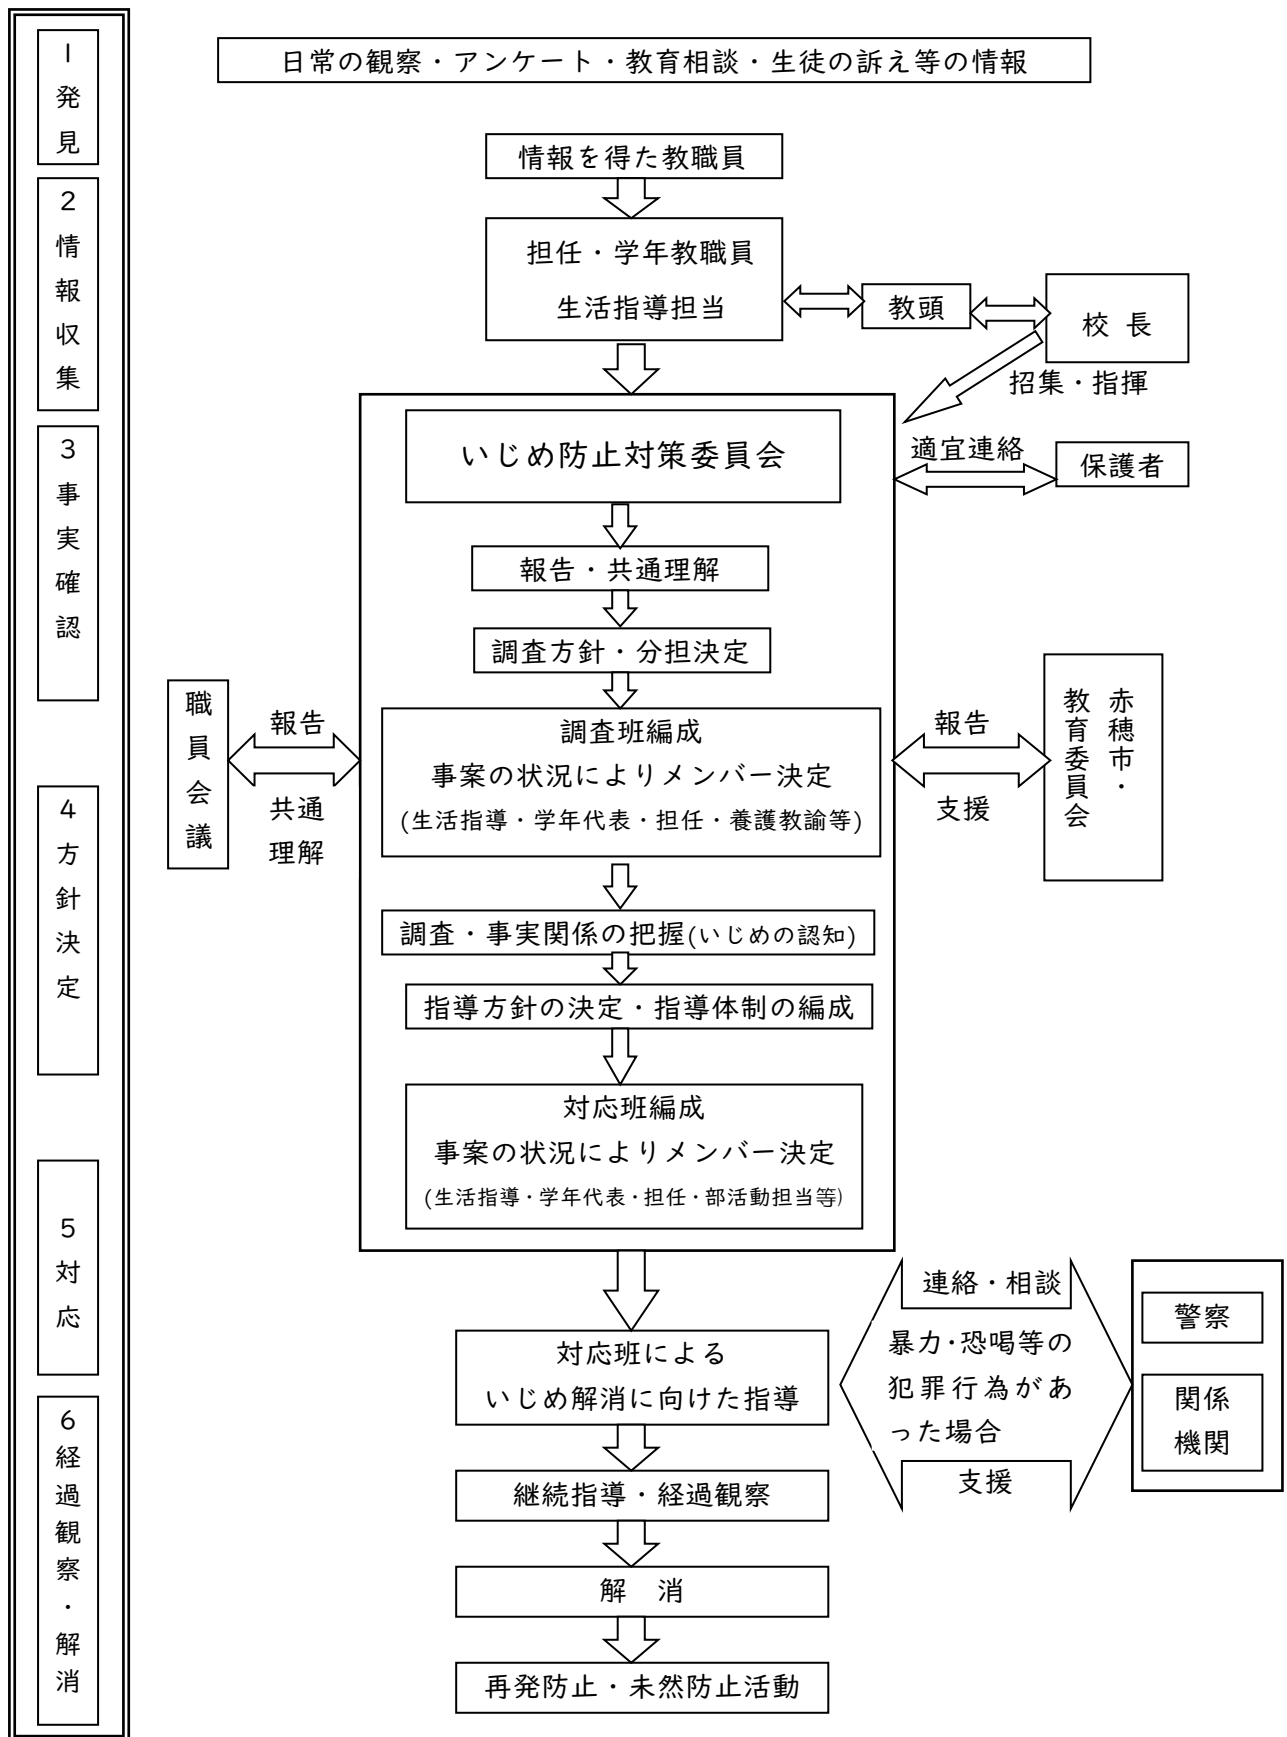 1
発
見
2
情
報
収
集
3
事
実
確
認
4
方
針
決
定
5
対
応
6
経
過
観
察
・
解
消
日常の観察・アンケート・教育相談・生徒の訴え等の情報
情報を得た教職員
担任・学年教職員
生活指導担当
教頭
校 長
招集・指揮
いじめ防止対策委員会
適宜連絡
保護者
報告・共通理解
調査方針・分担決定
職
員
会
議
報告
共通
理解
調査班編成
事案の状況によりメンバー決定
(生活指導・学年代表・担任・養護教諭等)
報告
支援
赤穂市・
教育委員会
調査・事実関係の把握(いじめの認知)
指導方針の決定・指導体制の編成
対応班編成
事案の状況によりメンバー決定
(生活指導・学年代表・担任・部活動担当等)
対応班による
いじめ解消に向けた指導
連絡・相談
暴力・恐喝等の
犯罪行為があ
った場合
支援
警察
関係
機関
継続指導・経過観察
解 消
再発防止・未然防止活動